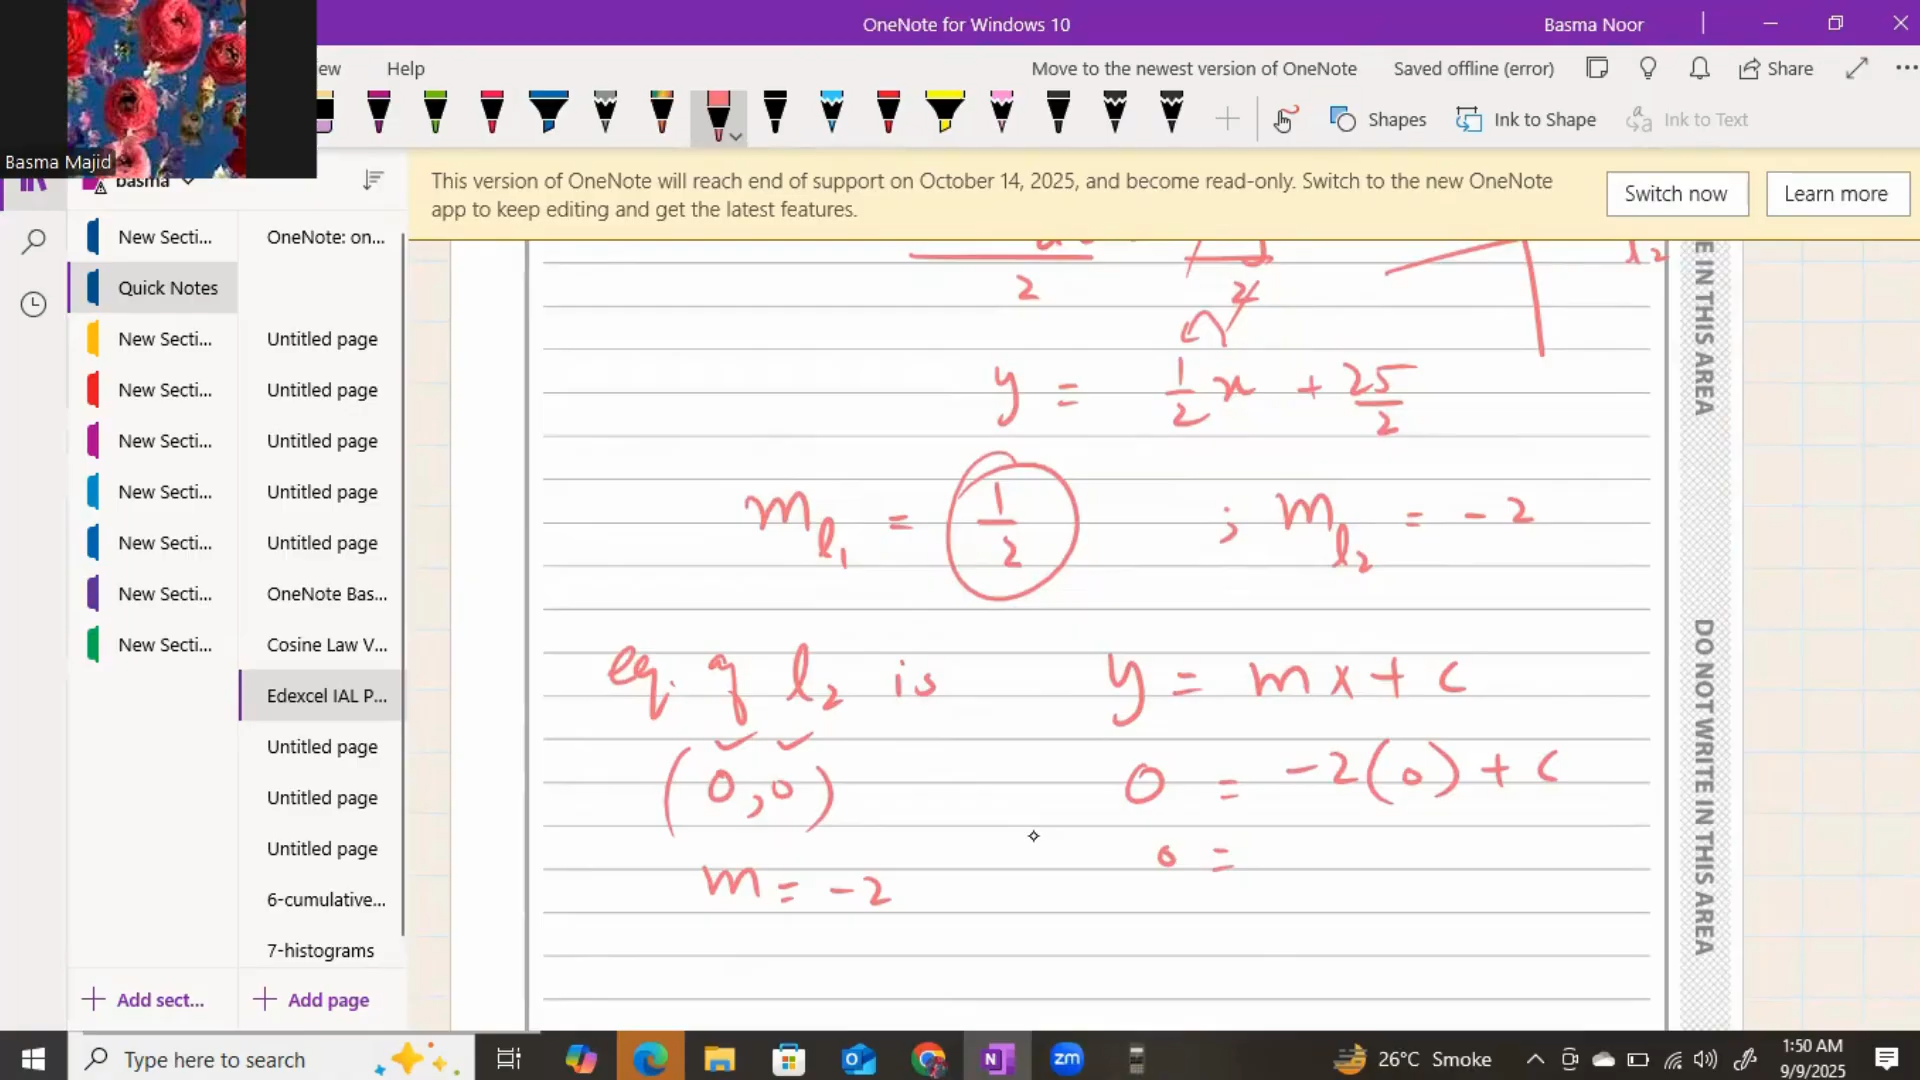 OneNote for Windows 10
Basma Noor
Help
Move to the newest version of OneNote
Saved offline (error)
Share
Shapes
Ink to Shape
Ink to Text
Basma Majid
basma
This version of OneNote will reach end of support on October 14, 2025, and become read-only. Switch to the new OneNote
app to keep editing and get the latest features.
Switch now
Learn more
New Secti...
Quick Notes
New Secti...
New Secti...
New Secti...
New Secti...
New Secti...
New Secti...
New Secti...
Add sect...
OneNote: on...
Untitled page
Untitled page
Untitled page
Untitled page
Untitled page
OneNote Bas...
Cosine Law V...
Edexcel IAL P...
Untitled page
Untitled page
Untitled page
6-cumulative...
7-histograms
Add page
l2
2 2
y = 1/2 x + 25/2
m l1 = 1/2 ; m l2 = -2
eq. of l2 is y = mx + c
(0,0) 0 = -2(0) + c
0 =
m = -2
E IN THIS AREA
DO NOT WRITE IN THIS AREA
Type here to search
zm
26°C Smoke
1:50 AM
9/9/2025